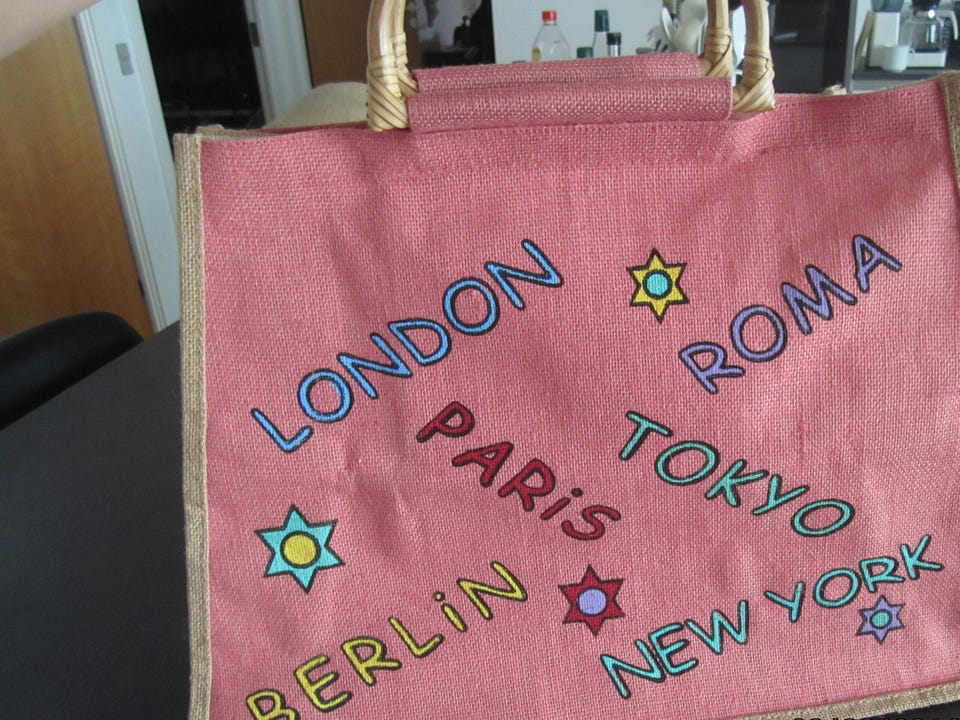 LONDON
ROMA
PARiS
TOKYO
BERLiN
NEW YORK